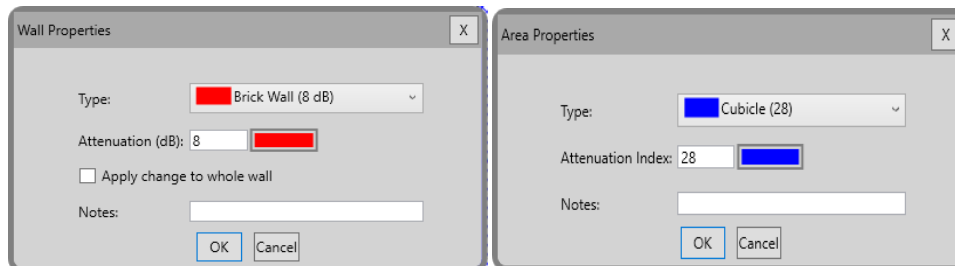 Wall Properties
X
Type:
Brick Wall (8 dB)
Attenuation (dB):
8
Apply change to whole wall
Notes:
OK
Cancel
Area Properties
X
Type:
Cubicle (28)
Attenuation Index:
28
Notes:
OK
Cancel